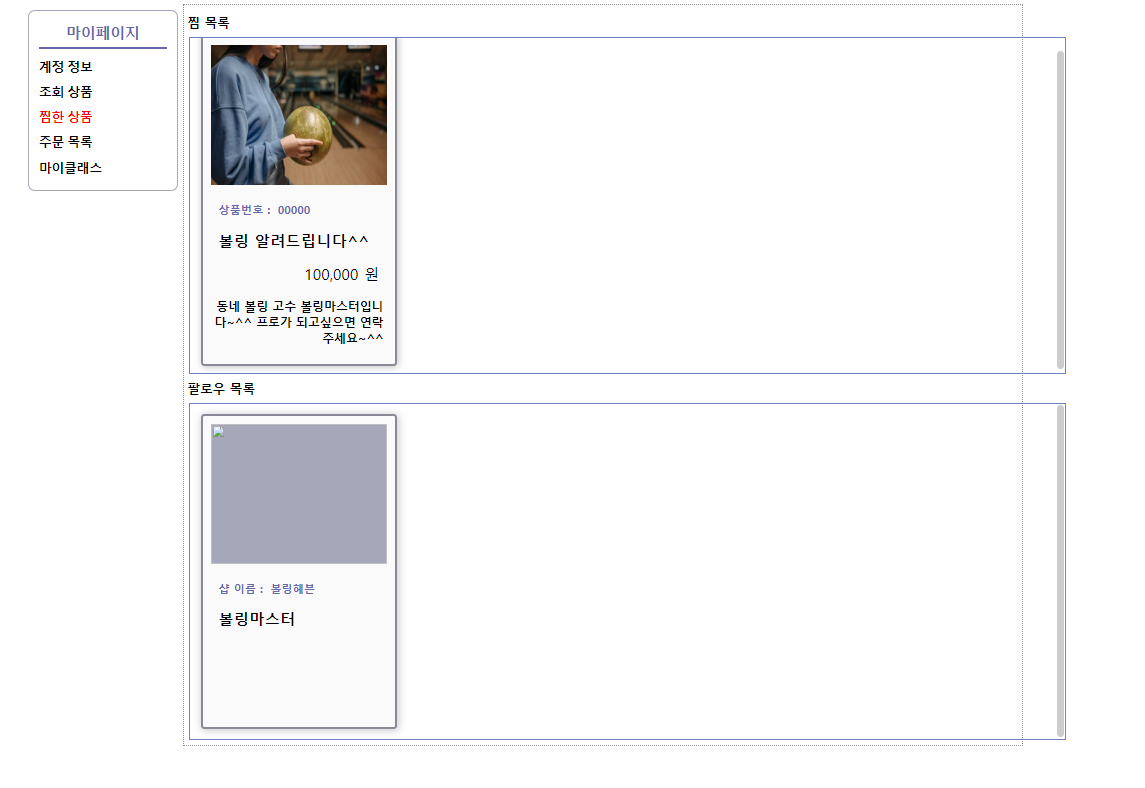 마이페이지
계정 정보
조회 상품
찜한 상품
주문 목록
마이클래스
찜 목록
상품번호 : 00000
볼링 알려드립니다^^
100,000 원
동네 볼링 고수 볼링마스터입니
다~^^ 프로가 되고싶으면 연락
주세요~^^
팔로우 목록
샵 이름 : 볼링헤븐
볼링마스터